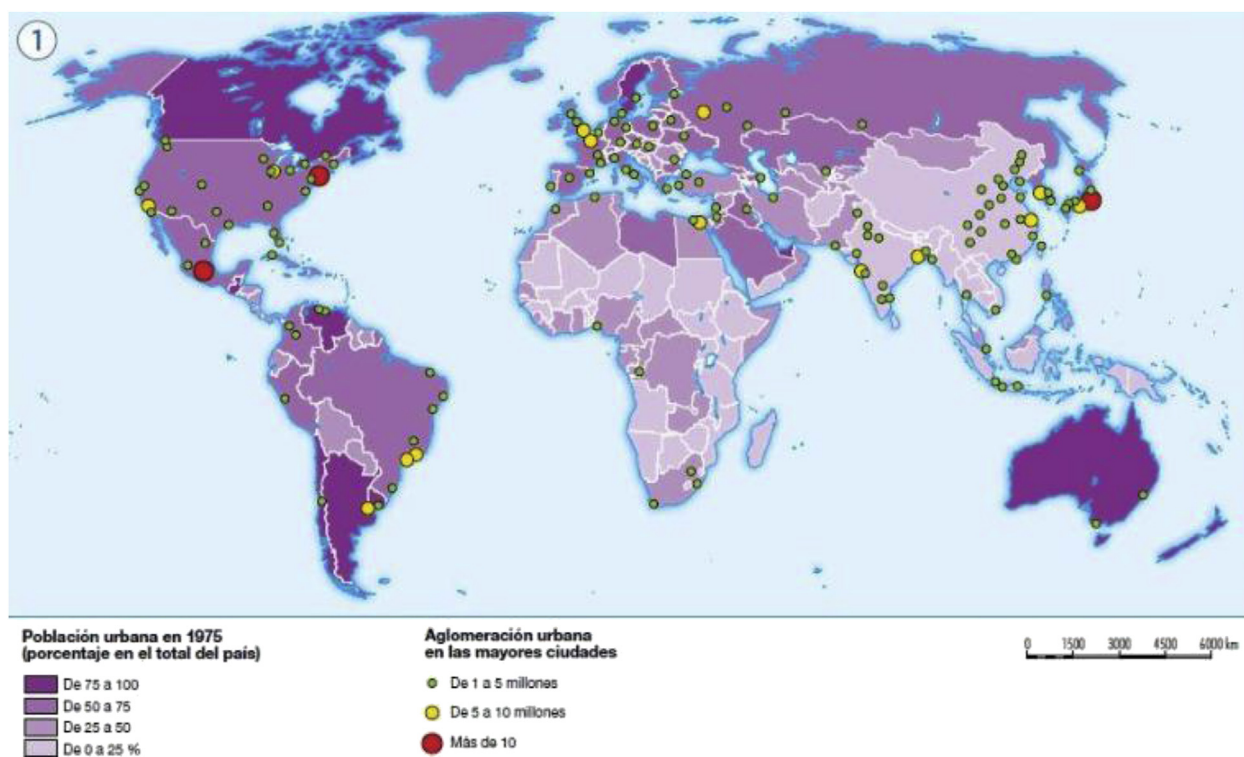 1
Población urbana en 1975
(porcentaje en el total del país)
De 75 a 100
De 50 a 75
De 25 a 50
De 0 a 25 %
Aglomeración urbana
en las mayores ciudades
De 1 a 5 millones
De 5 a 10 millones
Más de 10
0 1500 3000 4500 6000 km